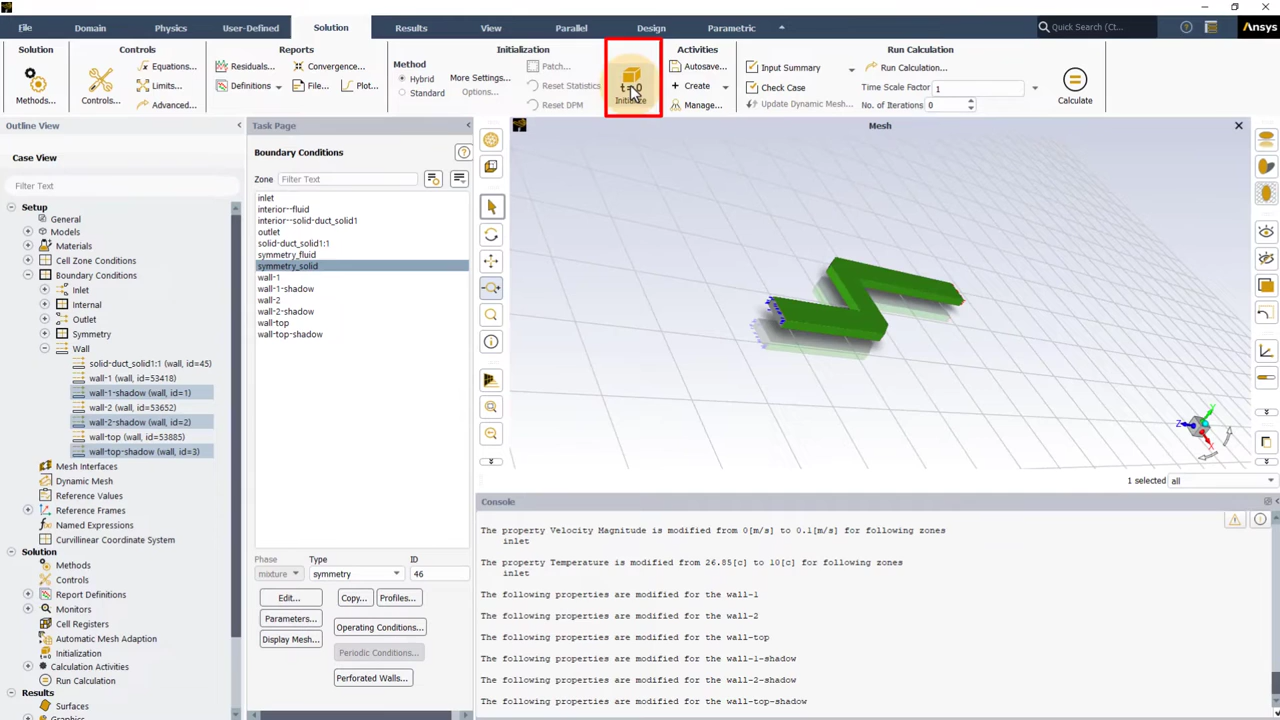 File Domain Physics User-Defined Solution Results View Parallel Design Parametric Quick Search (Ctrl+F) Ansys
Solution Controls Reports Initialization Activities Run Calculation
Methods...
Controls...
Equations...
Limits...
Advanced...
Residuals...
Convergence...
Definitions
File...
Plot...
Method
Hybrid
Standard
More Settings...
Options...
Patch...
Reset Statistics
Reset DPM
t=0
Initialize
Autosave...
Create
Manage...
Input Summary
Check Case
Update Dynamic Mesh...
Run Calculation...
Time Scale Factor 1
No. of Iterations 0
Calculate
Outline View
Case View
Filter Text
Setup
General
Models
Materials
Cell Zone Conditions
Boundary Conditions
Inlet
Internal
Outlet
Symmetry
Wall
solid-duct_solid1:1 (wall, id=45)
wall-1 (wall, id=53418)
wall-1-shadow (wall, id=1)
wall-2 (wall, id=53652)
wall-2-shadow (wall, id=2)
wall-top (wall, id=53885)
wall-top-shadow (wall, id=3)
Mesh Interfaces
Dynamic Mesh
Reference Values
Reference Frames
Named Expressions
Curvilinear Coordinate System
Solution
Methods
Controls
Report Definitions
Monitors
Cell Registers
Automatic Mesh Adaption
Initialization
Calculation Activities
Run Calculation
Results
Surfaces
Graphics
Task Page
Boundary Conditions
Zone Filter Text
inlet
interior--fluid
interior--solid-duct_solid1
outlet
solid-duct_solid1:1
symmetry_fluid
symmetry_solid
wall-1
wall-1-shadow
wall-2
wall-2-shadow
wall-top
wall-top-shadow
Phase Type ID
mixture symmetry 46
Edit... Copy... Profiles...
Parameters... Operating Conditions...
Display Mesh... Periodic Conditions...
Perforated Walls...
Mesh
Y
Z
X
1 selected all
Console
The property Velocity Magnitude is modified from 0[m/s] to 0.1[m/s] for following zones
inlet
The property Temperature is modified from 26.85[c] to 10[c] for following zones
inlet
The following properties are modified for the wall-1
The following properties are modified for the wall-2
The following properties are modified for the wall-top
The following properties are modified for the wall-1-shadow
The following properties are modified for the wall-2-shadow
The following properties are modified for the wall-top-shadow